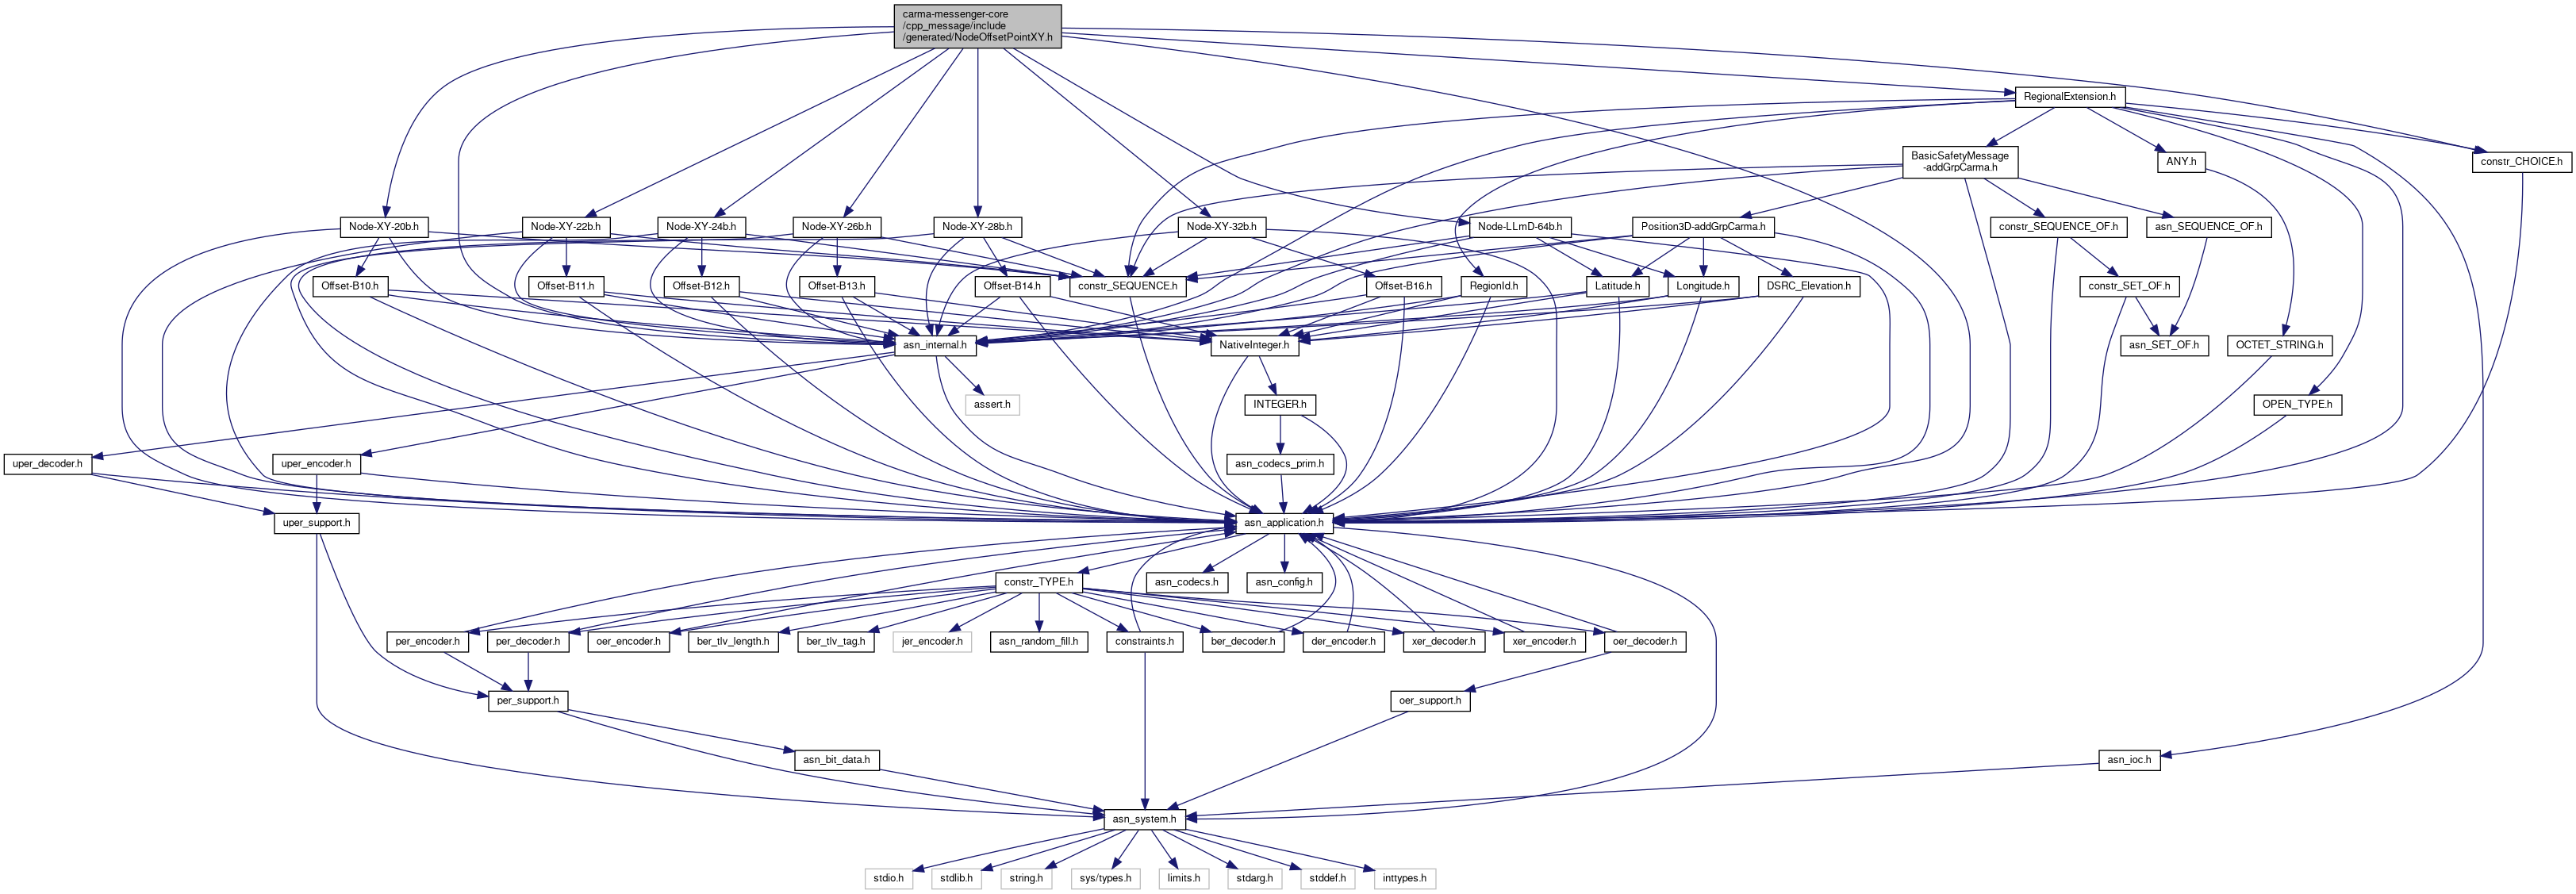 carma-messenger-core
/cpp_message/include
/generated/NodeOffsetPointXY.h
RegionalExtension.h
BasicSafetyMessage
-addGrpCarma.h
ANY.h
constr_CHOICE.h
Node-XY-20b.h
Node-XY-22b.h
Node-XY-24b.h
Node-XY-26b.h
Node-XY-28b.h
Node-XY-32b.h
Node-LLmD-64b.h
Position3D-addGrpCarma.h
constr_SEQUENCE_OF.h
asn_SEQUENCE_OF.h
Offset-B10.h
Offset-B11.h
Offset-B12.h
Offset-B13.h
Offset-B14.h
constr_SEQUENCE.h
Offset-B16.h
RegionId.h
Latitude.h
Longitude.h
DSRC_Elevation.h
constr_SET_OF.h
asn_internal.h
NativeInteger.h
asn_SET_OF.h
OCTET_STRING.h
assert.h
INTEGER.h
OPEN_TYPE.h
uper_decoder.h
uper_encoder.h
asn_codecs_prim.h
uper_support.h
asn_application.h
constr_TYPE.h
asn_codecs.h
asn_config.h
per_encoder.h
per_decoder.h
oer_encoder.h
ber_tlv_length.h
ber_tlv_tag.h
jer_encoder.h
asn_random_fill.h
constraints.h
ber_decoder.h
der_encoder.h
xer_decoder.h
xer_encoder.h
oer_decoder.h
per_support.h
oer_support.h
asn_bit_data.h
asn_ioc.h
asn_system.h
stdio.h
stdlib.h
string.h
sys/types.h
limits.h
stdarg.h
stddef.h
inttypes.h